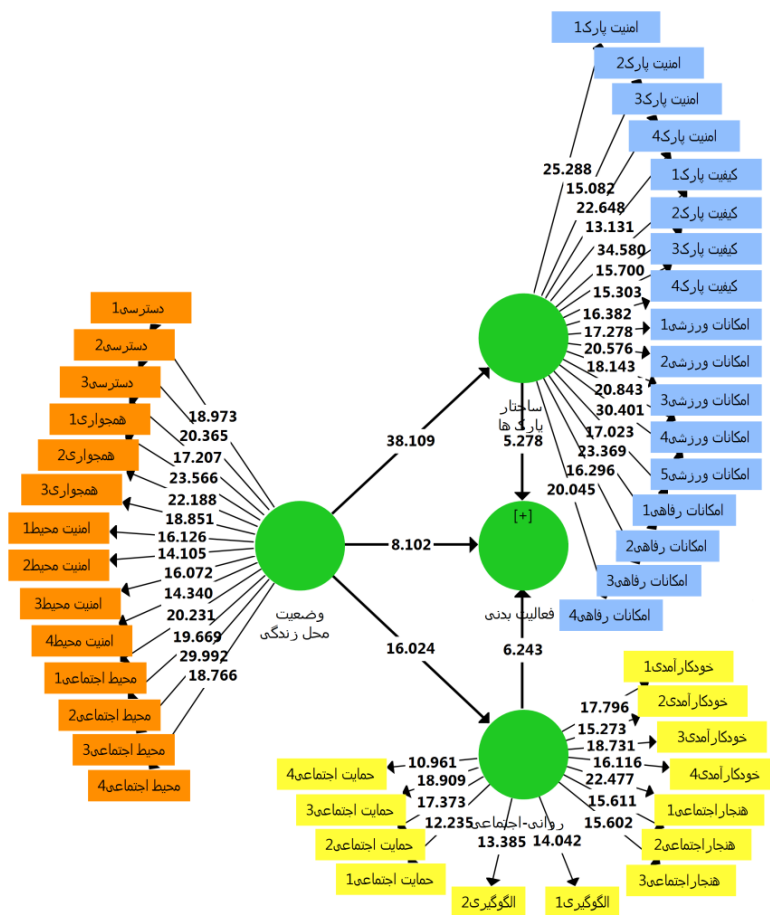 امنیت پارک1
امنیت پارک2
امنیت پارک3
امنیت پارک4
کیفیت پارک1
کیفیت پارک2
کیفیت پارک3
کیفیت پارک4
امکانات ورزشی1
امکانات ورزشی2
امکانات ورزشی3
امکانات ورزشی4
امکانات ورزشی5
امکانات رفاهی1
امکانات رفاهی2
امکانات رفاهی3
امکانات رفاهی4
25.288
15.082
22.648
13.131
34.580
15.700
15.303
16.382
17.278
20.576
18.143
20.843
30.401
17.023
23.369
16.296
20.045
ساختار
پارک ها
5.278
38.109
دسترسی1
دسترسی2
دسترسی3
همجواری1
همجواری2
همجواری3
امنیت محیط1
امنیت محیط2
امنیت محیط3
امنیت محیط4
محیط اجتماعی1
محیط اجتماعی2
محیط اجتماعی3
محیط اجتماعی4
18.973
20.365
17.207
23.566
22.188
18.851
16.126
14.105
16.072
14.340
20.231
19.669
29.992
18.766
وضعیت
محل زندگی
8.102
[+]
فعالیت بدنی
16.024
6.243
خودکارآمدی1
خودکارآمدی2
خودکارآمدی3
خودکارآمدی4
هنجاراجتماعی1
هنجاراجتماعی2
هنجاراجتماعی3
17.796
15.273
18.731
16.116
22.477
15.611
15.602
روانی-اجتماعی
10.961
18.909
17.373
12.235
13.385
14.042
حمایت اجتماعی4
حمایت اجتماعی3
حمایت اجتماعی2
حمایت اجتماعی1
الگوگیری2
الگوگیری1